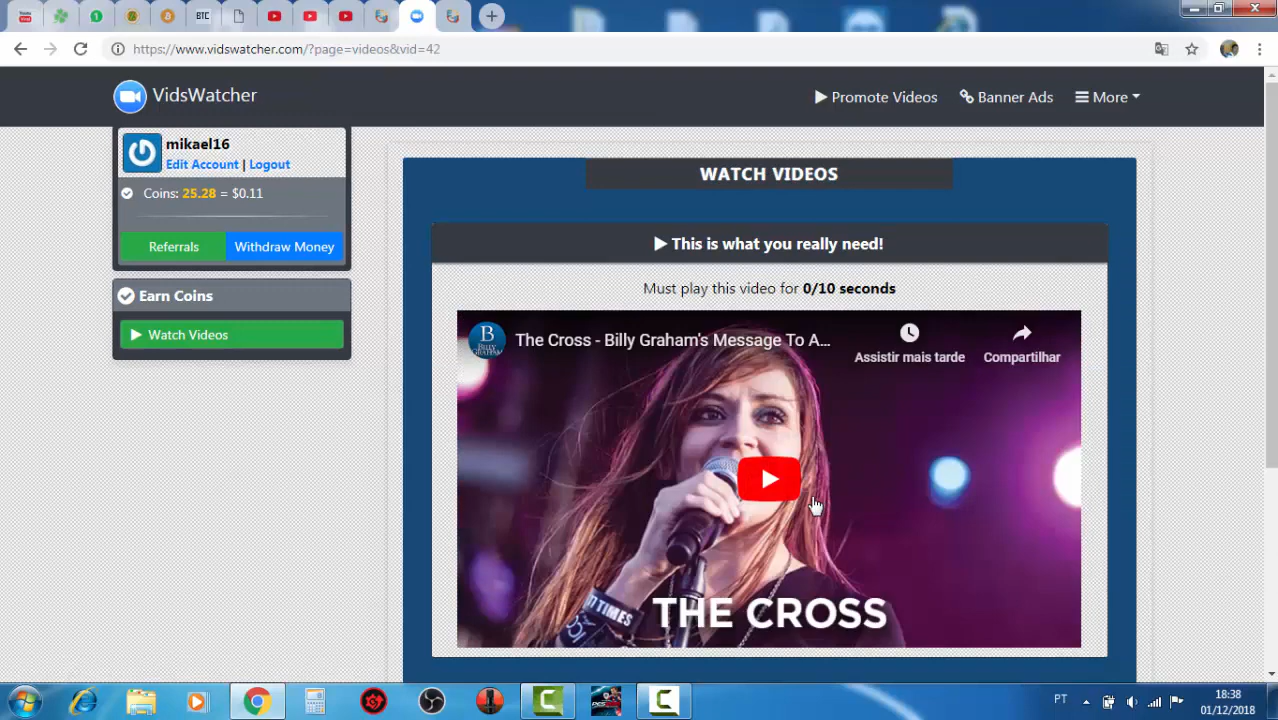 BTC
https://www.vidswatcher.com/?page=videos&vid=42
VidsWatcher
Promote Videos
Banner Ads
More
mikael16
Edit Account | Logout
Coins: 25.28 = $0.11
Referrals
Withdraw Money
Earn Coins
Watch Videos
WATCH VIDEOS
This is what you really need!
Must play this video for 0/10 seconds
B
BILLY
GRAHAM
The Cross - Billy Graham's Message To A...
Assistir mais tarde
Compartilhar
THE CROSS
PT
18:38
01/12/2018